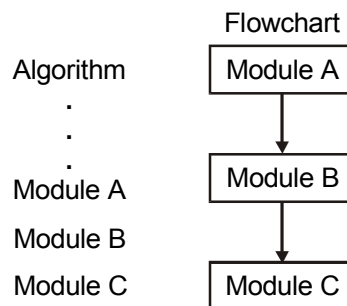 Algorithm
.
.
.
Module A
Module B
Module C
Flowchart
Module A
Module B
Module C